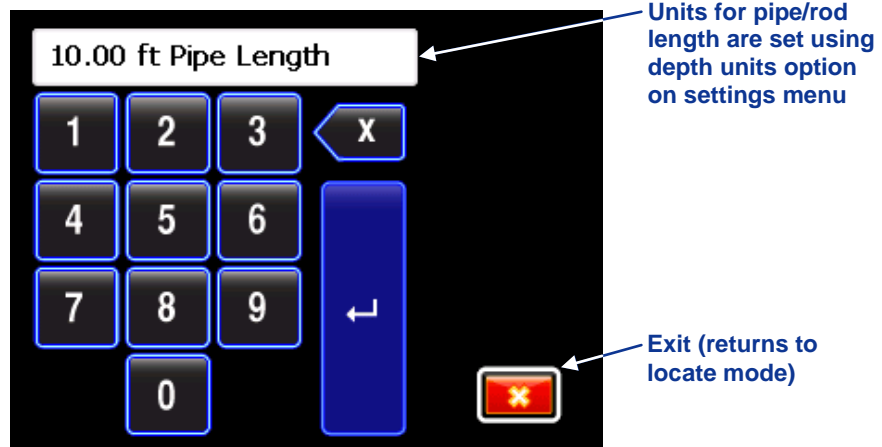 Units for pipe/rod
length are set using
depth units option
on settings menu
10.00 ft Pipe Length
1 2 3 X
4 5 6
7 8 9
0
Exit (returns to
locate mode)